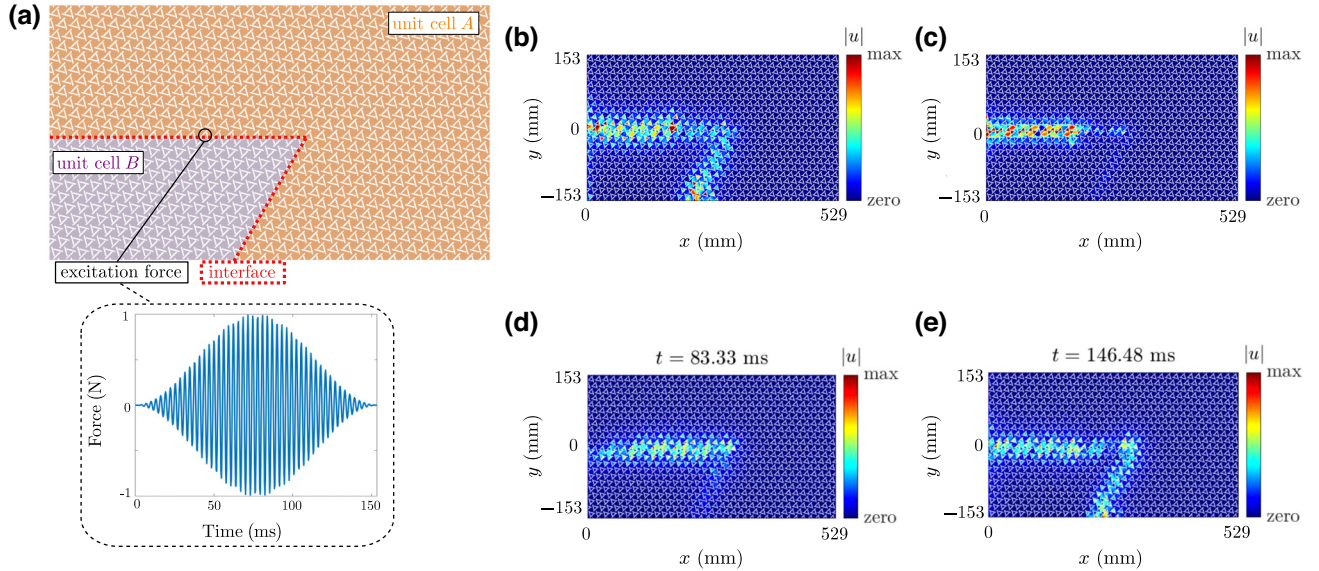 (a)
unit cell A
unit cell B
excitation force
interface
1
0
-1
Force (N)
0
50
100
150
Time (ms)
(b)
|u|
153
0
−153
y (mm)
0
529
x (mm)
max
zero
(c)
|u|
153
0
−153
y (mm)
0
529
x (mm)
max
zero
(d)
t = 83.33 ms
|u|
153
0
−153
y (mm)
0
529
x (mm)
max
zero
(e)
t = 146.48 ms
|u|
153
0
−153
y (mm)
0
529
x (mm)
max
zero